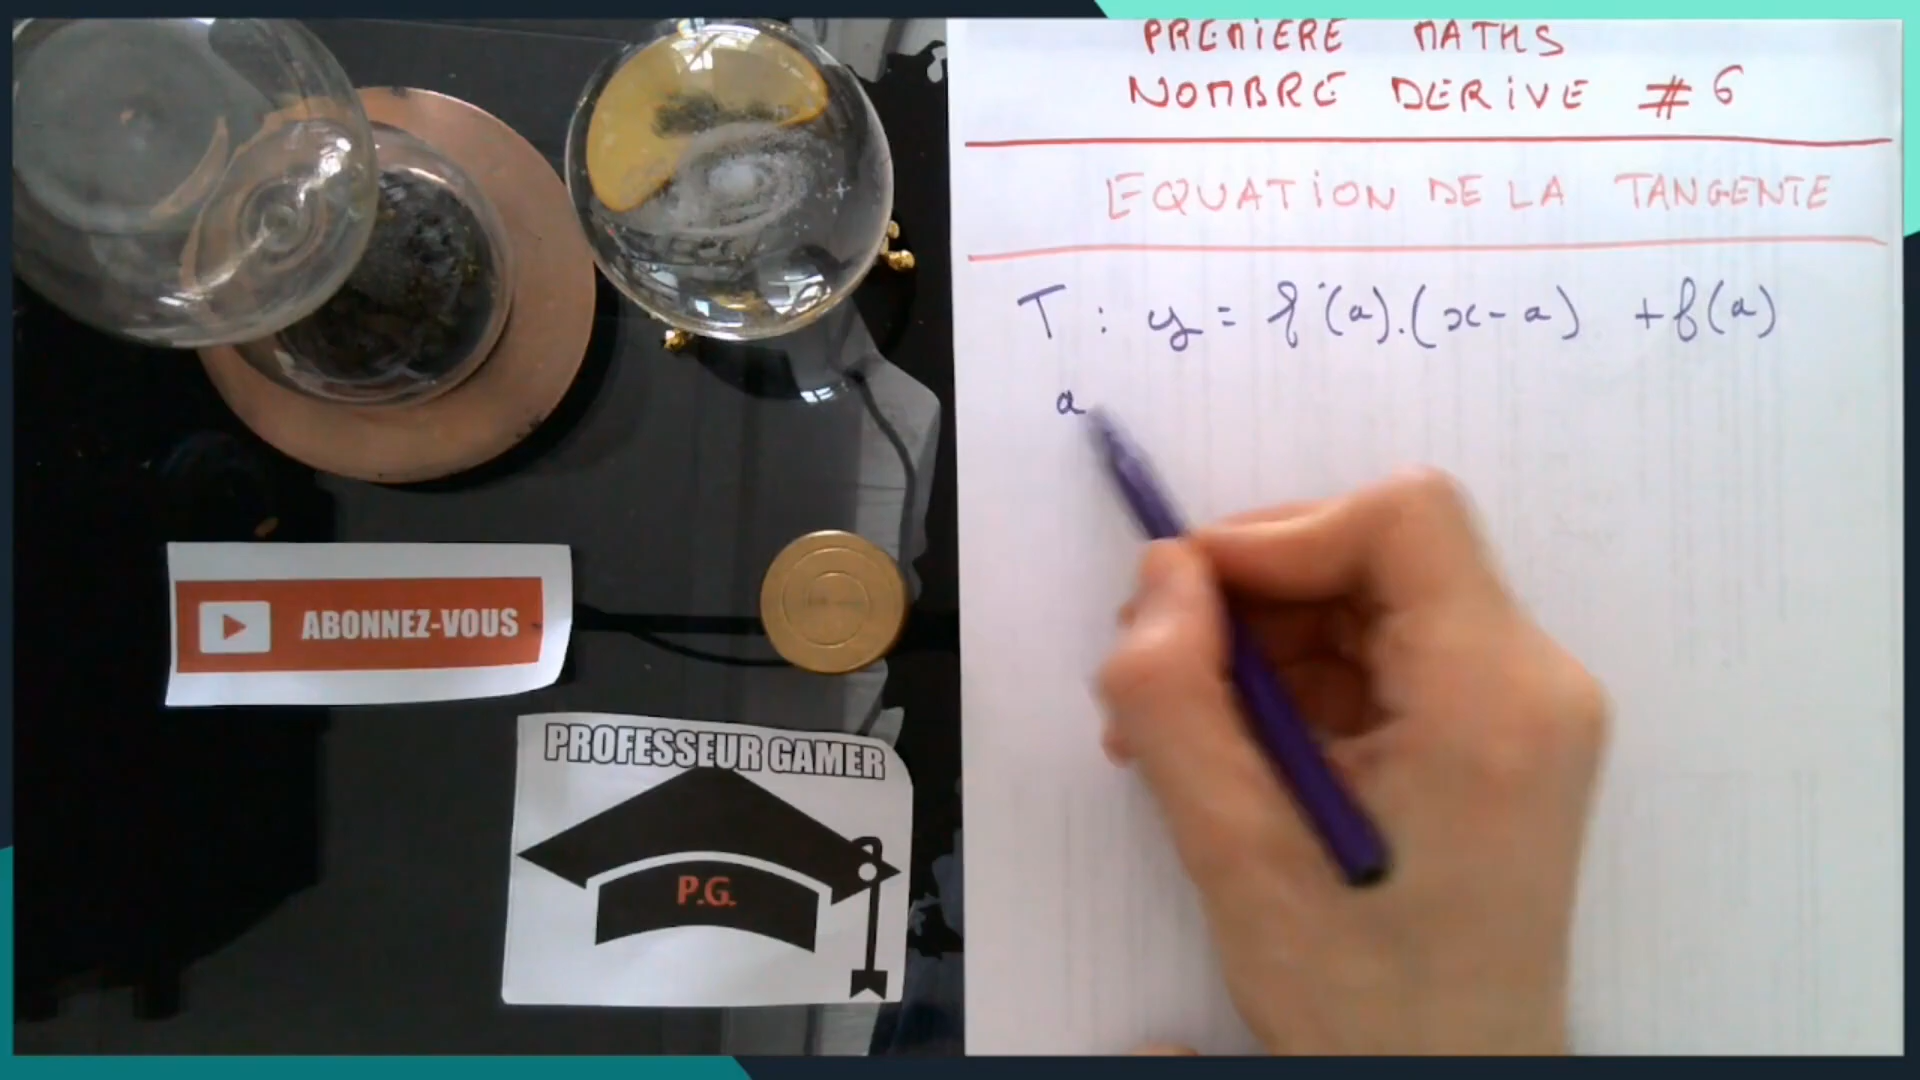 PREMIERE MATHS
NOMBRE DERIVE # 6
EQUATION DE LA TANGENTE
T : y = f'(a).(x-a) + f(a)
a
ABONNEZ-VOUS
PROFESSEUR GAMER
P.G.